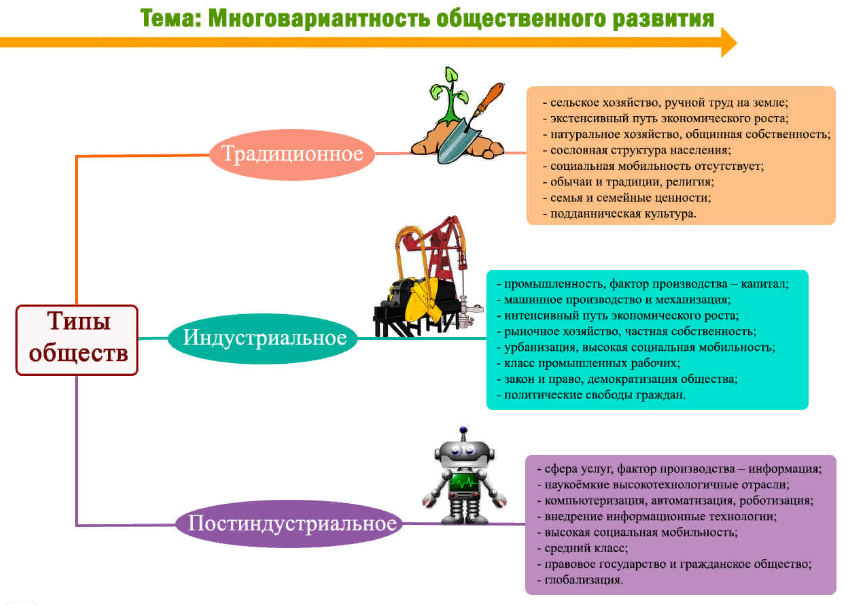 Тема: Многовариантность общественного развития
Традиционное
- сельское хозяйство, ручной труд на земле;
- экстенсивный путь экономического роста;
- натуральное хозяйство, общинная собственность;
- сословная структура населения;
- социальная мобильность отсутствует;
- обычаи и традиции, религия;
- семья и семейные ценности;
- подданническая культура.
Типы
обществ
Индустриальное
- промышленность, фактор производства – капитал;
- машинное производство и механизация;
- интенсивный путь экономического роста;
- рыночное хозяйство, частная собственность;
- урбанизация, высокая социальная мобильность;
- класс промышленных рабочих;
- закон и право, демократизация общества;
- политические свободы граждан.
Постиндустриальное
- сфера услуг, фактор производства – информация;
- наукоёмкие высокотехнологичные отрасли;
- компьютеризация, автоматизация, роботизация;
- внедрение информационные технологии;
- высокая социальная мобильность;
- средний класс;
- правовое государство и гражданское общество;
- глобализация.